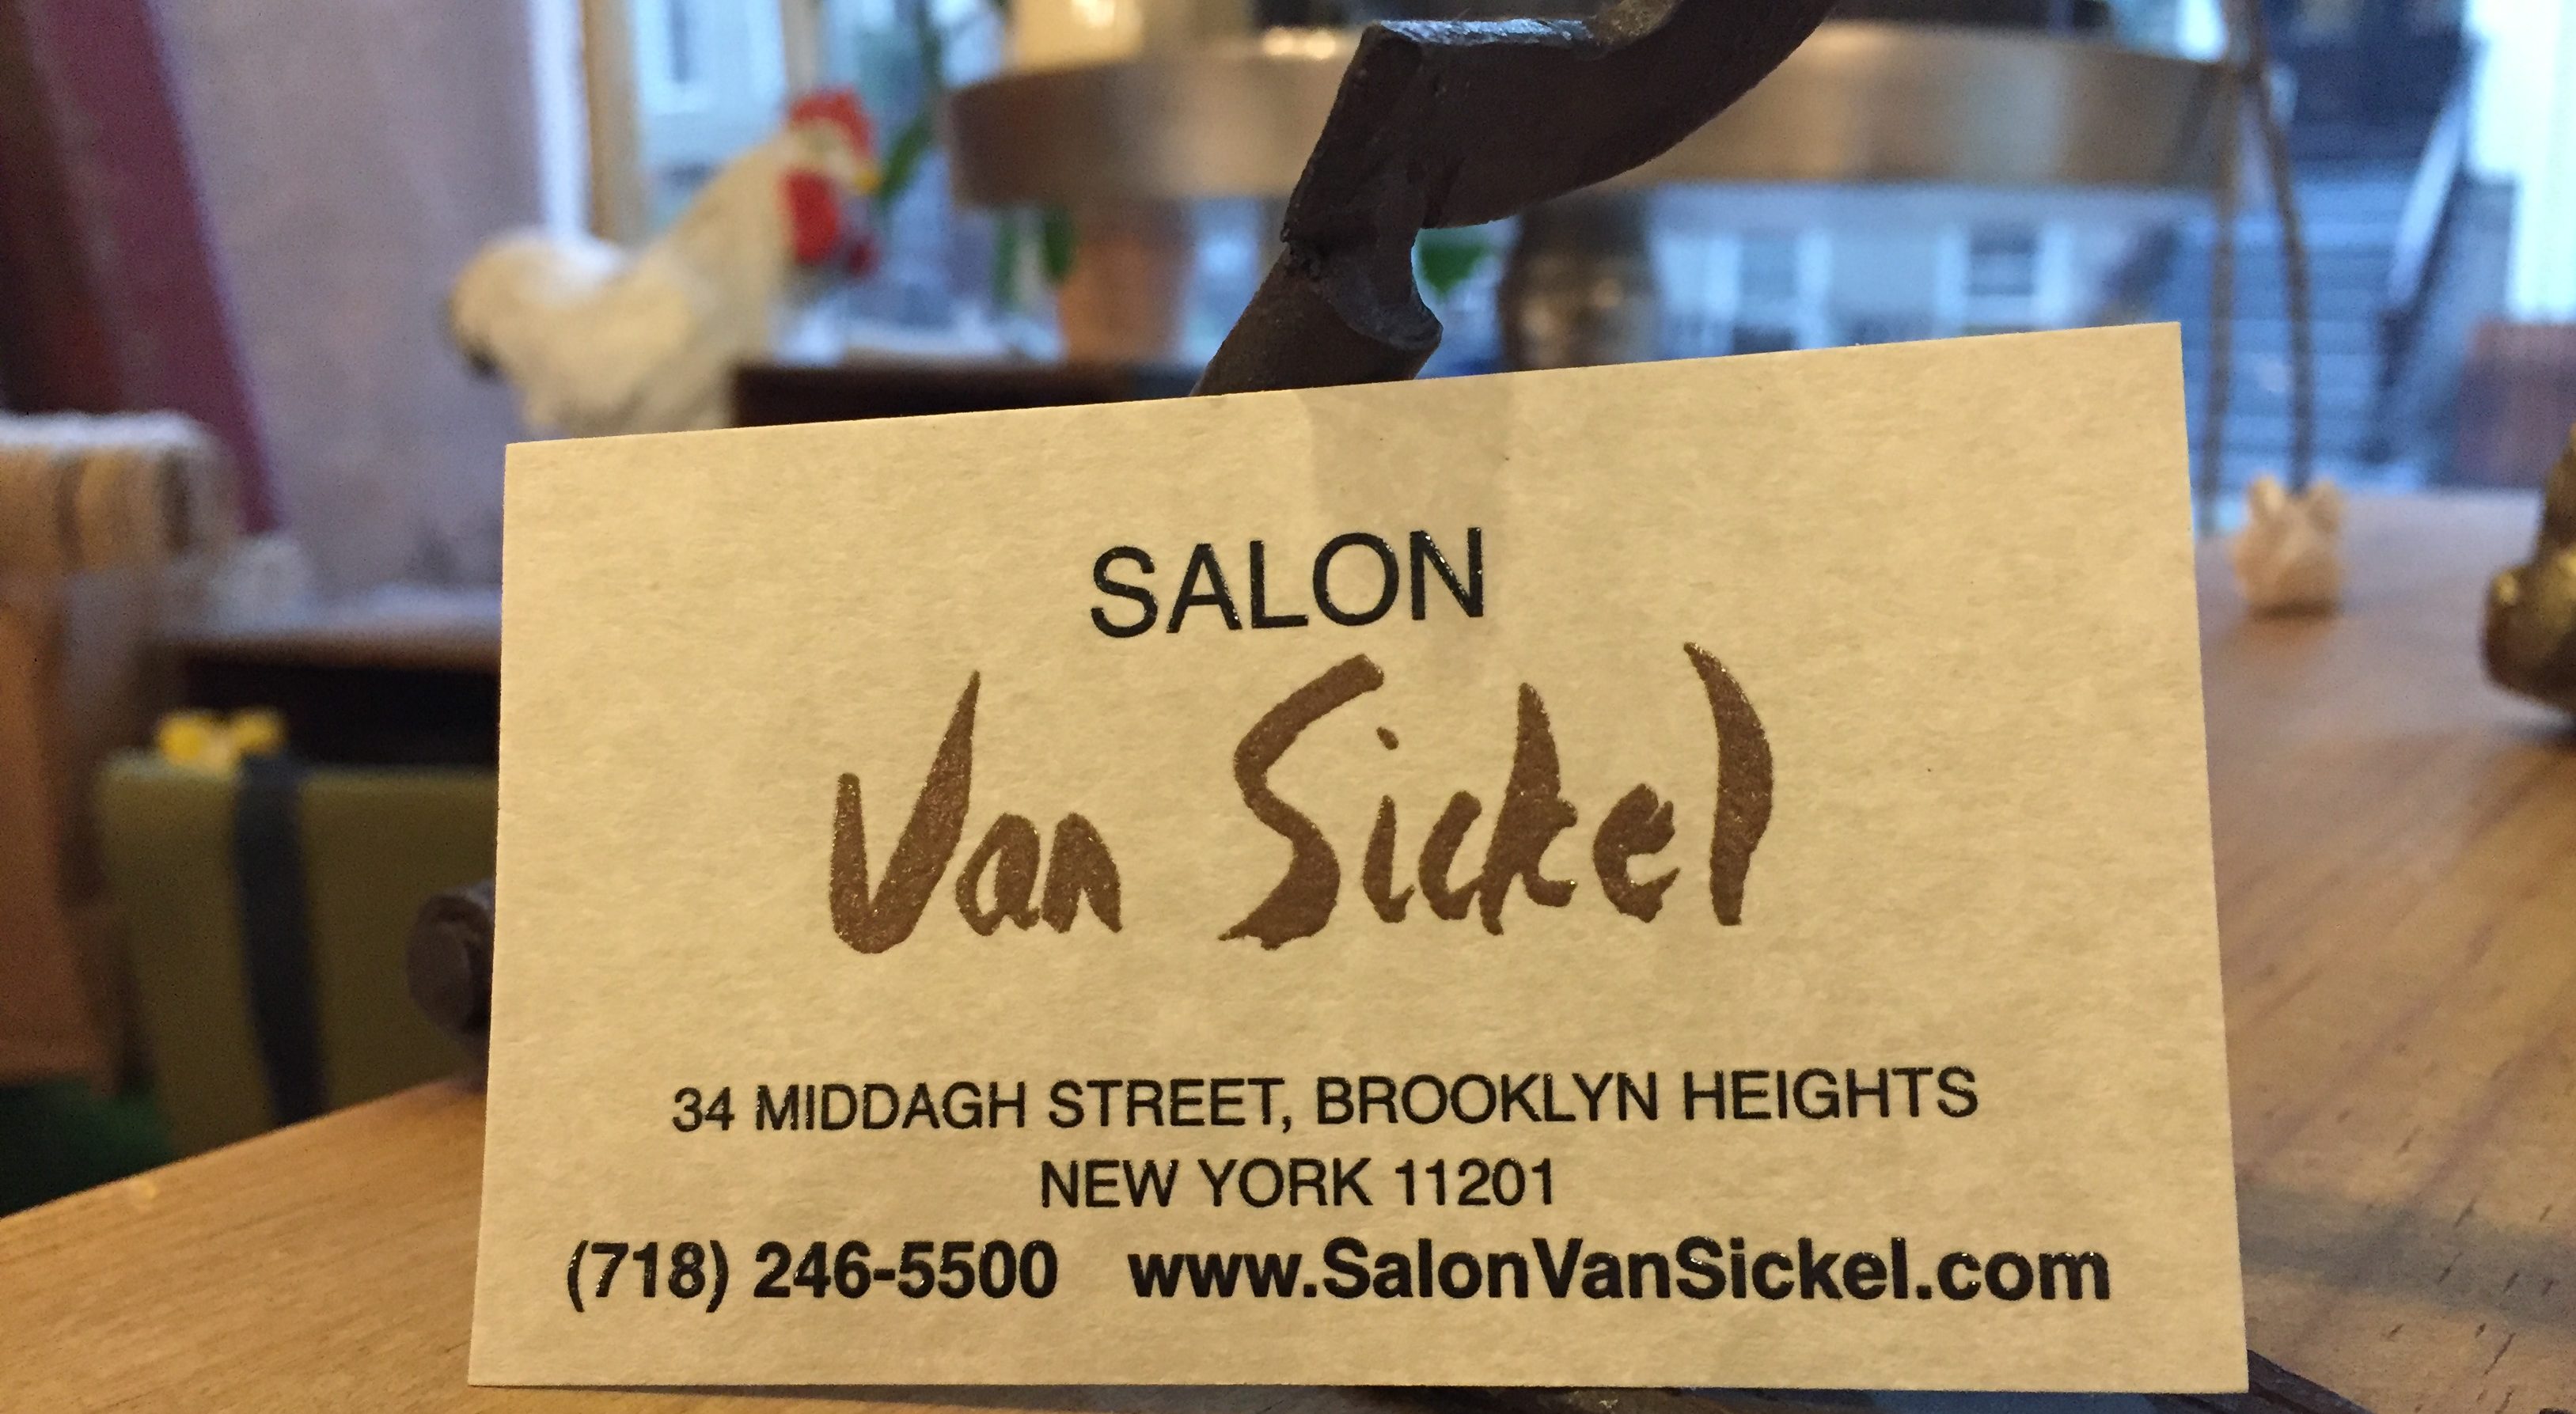 SALON
Van Sickel
34 MIDDAGH STREET, BROOKLYN HEIGHTS
NEW YORK 11201
(718) 246-5500 www.SalonVanSickel.com